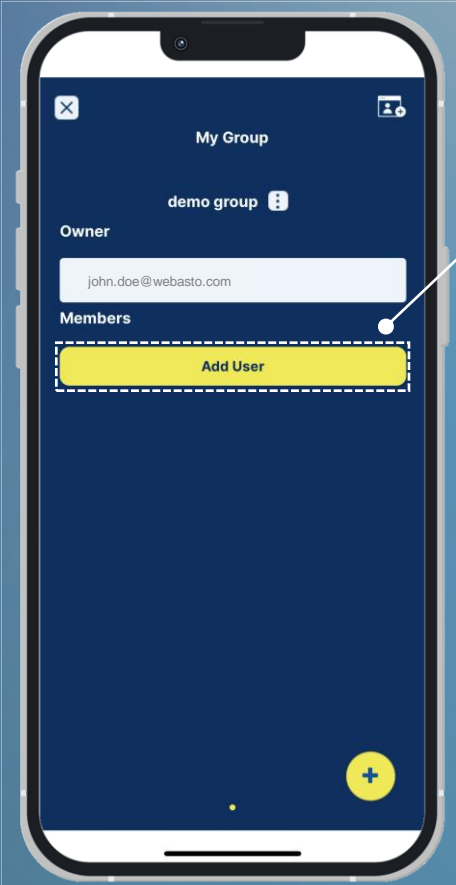 My Group
demo group
Owner
john.doe@webasto.com
Members
Add User